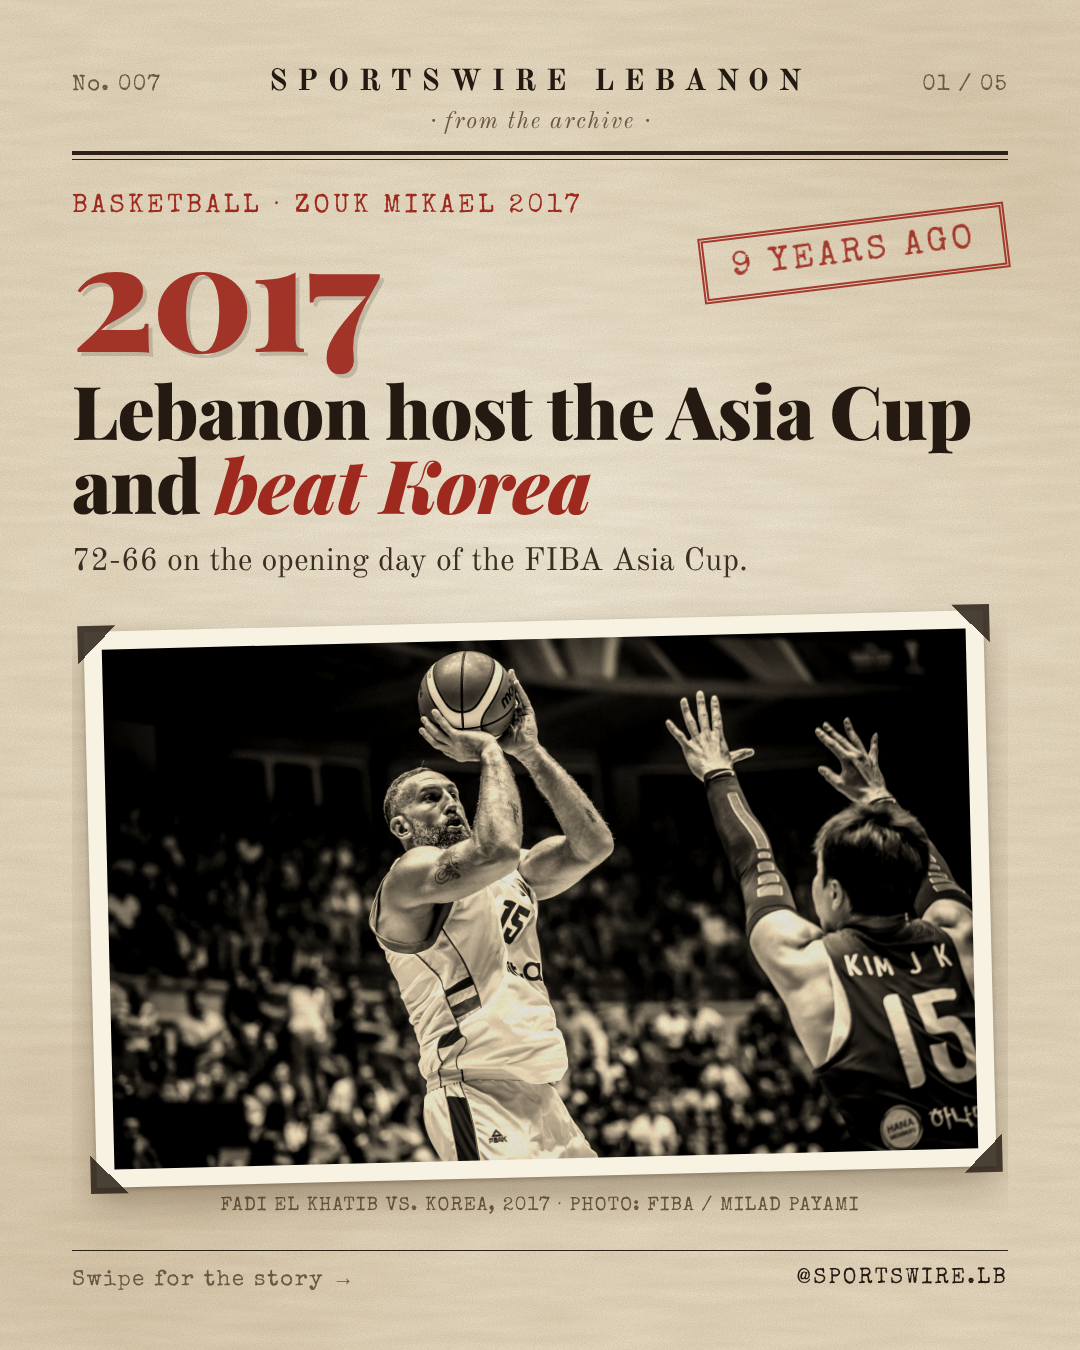 No. 007
SPORTSWIRE LEBANON
01 / 05
· from the archive ·
BASKETBALL · ZOUK MIKAEL 2017
9 YEARS AGO
2017
Lebanon host the Asia Cup
and beat Korea
72-66 on the opening day of the FIBA Asia Cup.
15
PEAK
KIM J K
15
HANA
FADI EL KHATIB VS. KOREA, 2017 · PHOTO: FIBA / MILAD PAYAMI
Swipe for the story →
@SPORTSWIRE.LB